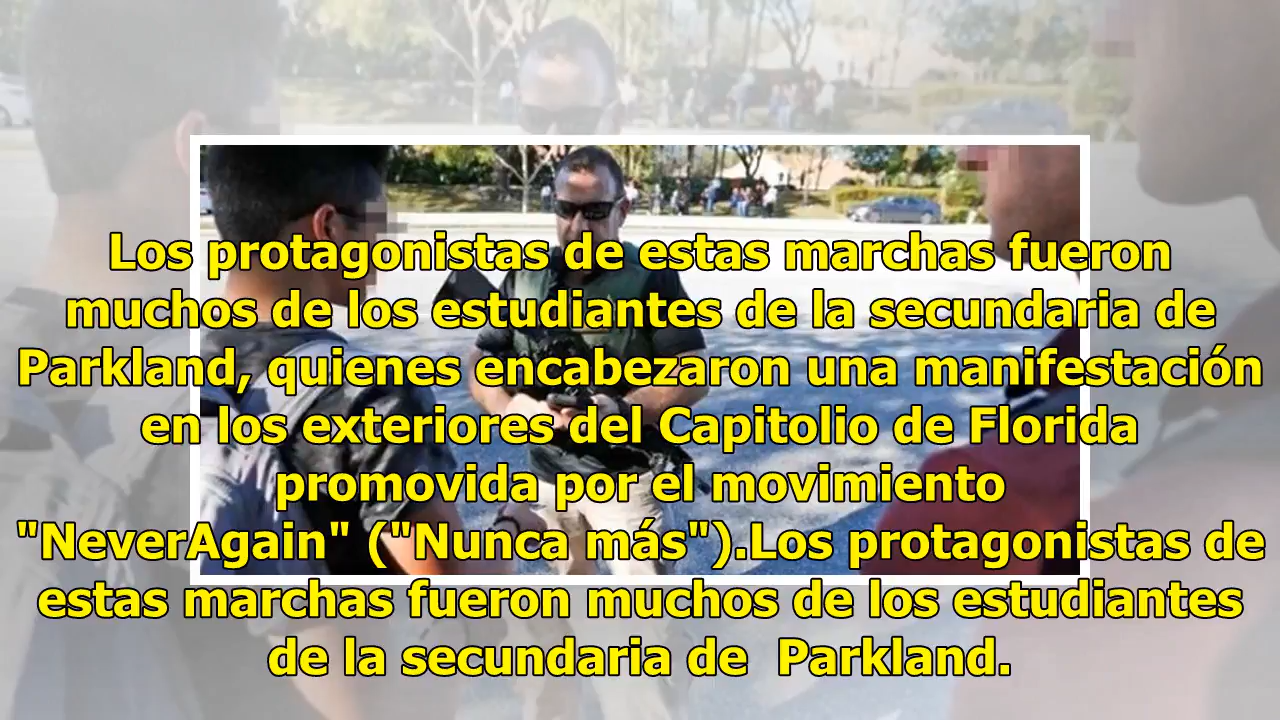 Los protagonistas de estas marchas fueron
muchos de los estudiantes de la secundaria de
Parkland, quienes encabezaron una manifestación
en los exteriores del Capitolio de Florida
promovida por el movimiento
"NeverAgain" ("Nunca más").Los protagonistas de
estas marchas fueron muchos de los estudiantes
de la secundaria de  Parkland.